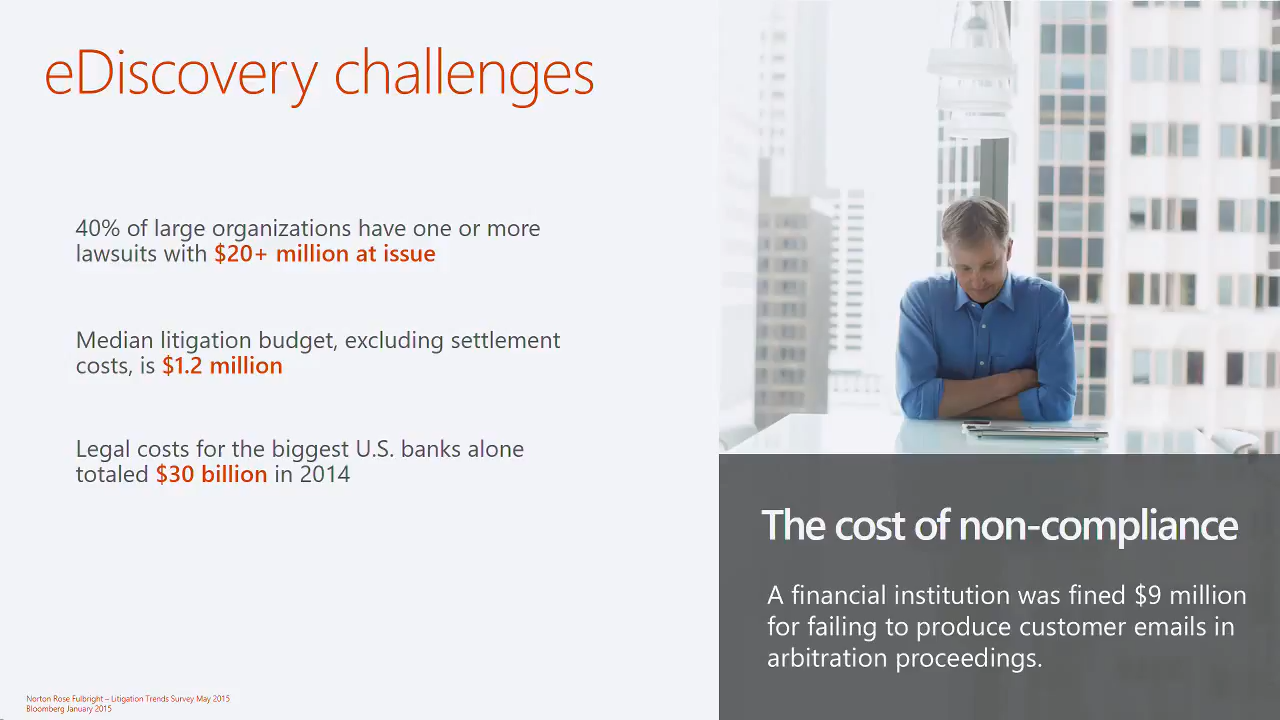 eDiscovery challenges
40% of large organizations have one or more
lawsuits with $20+ million at issue
Median litigation budget, excluding settlement
costs, is $1.2 million
Legal costs for the biggest U.S. banks alone
totaled $30 billion in 2014
Norton Rose Fulbright – Litigation Trends Survey May 2015
Bloomberg January 2015
The cost of non-compliance
A financial institution was fined $9 million
for failing to produce customer emails in
arbitration proceedings.